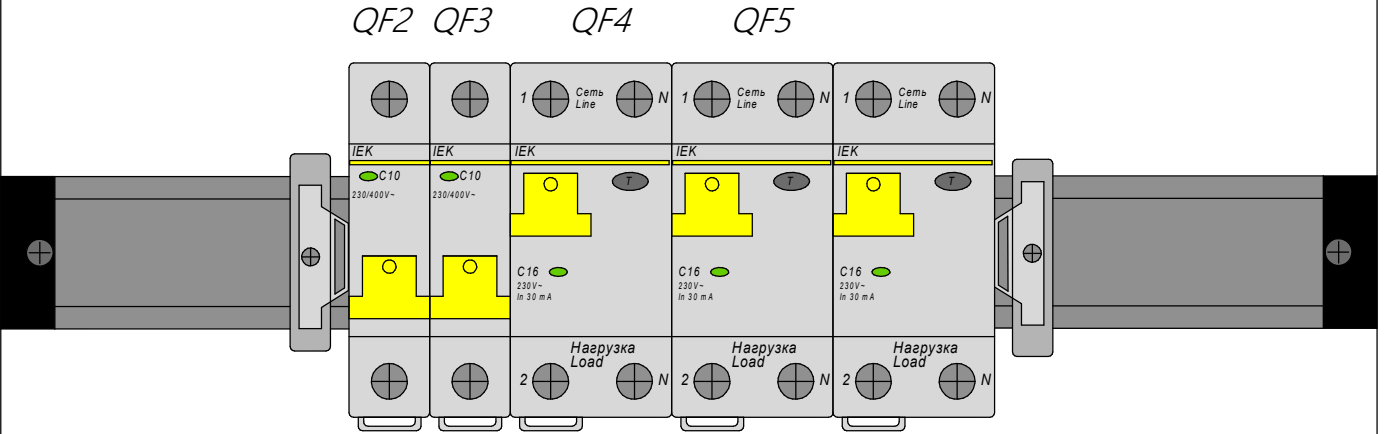 QF2 QF3 QF4 QF5
1 Сеть Line N 1 Сеть Line N 1 Сеть Line N
IEK IEK IEK IEK IEK
C10 C10 T T T
230/400V~ 230/400V~
C16 C16 C16
230V~ 230V~ 230V~
In 30 mA In 30 mA In 30 mA
Нагрузка Нагрузка Нагрузка
Load Load Load
2 N 2 N 2 N